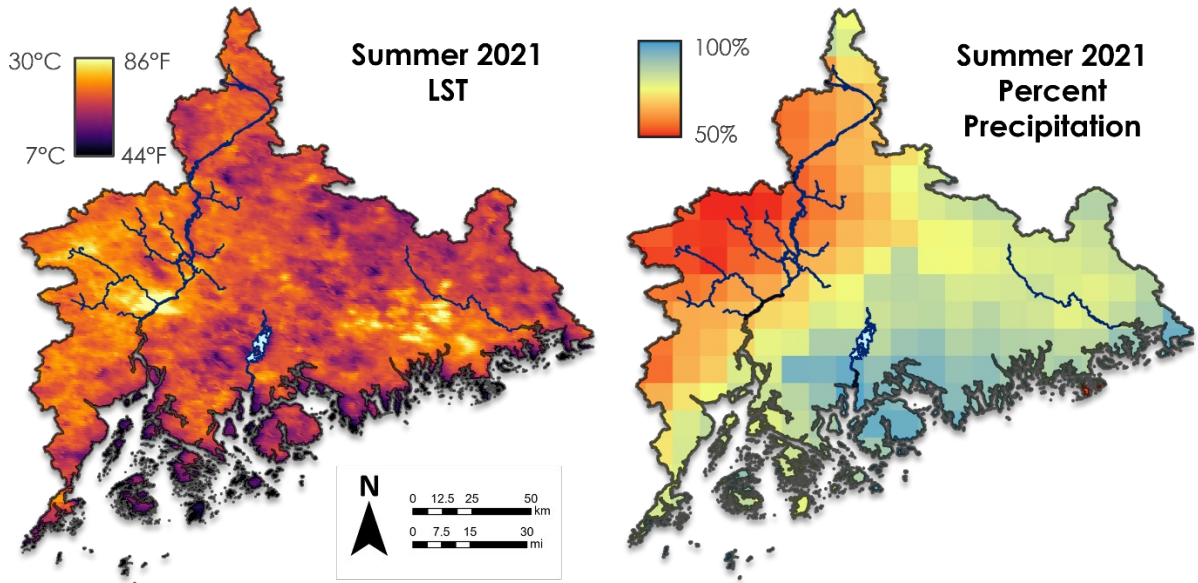 Summer 2021
LST
30°C 86°F
7°C 44°F
N
0 12.5 25 50
km
0 7.5 15 30
mi
Summer 2021
Percent
Precipitation
100%
50%